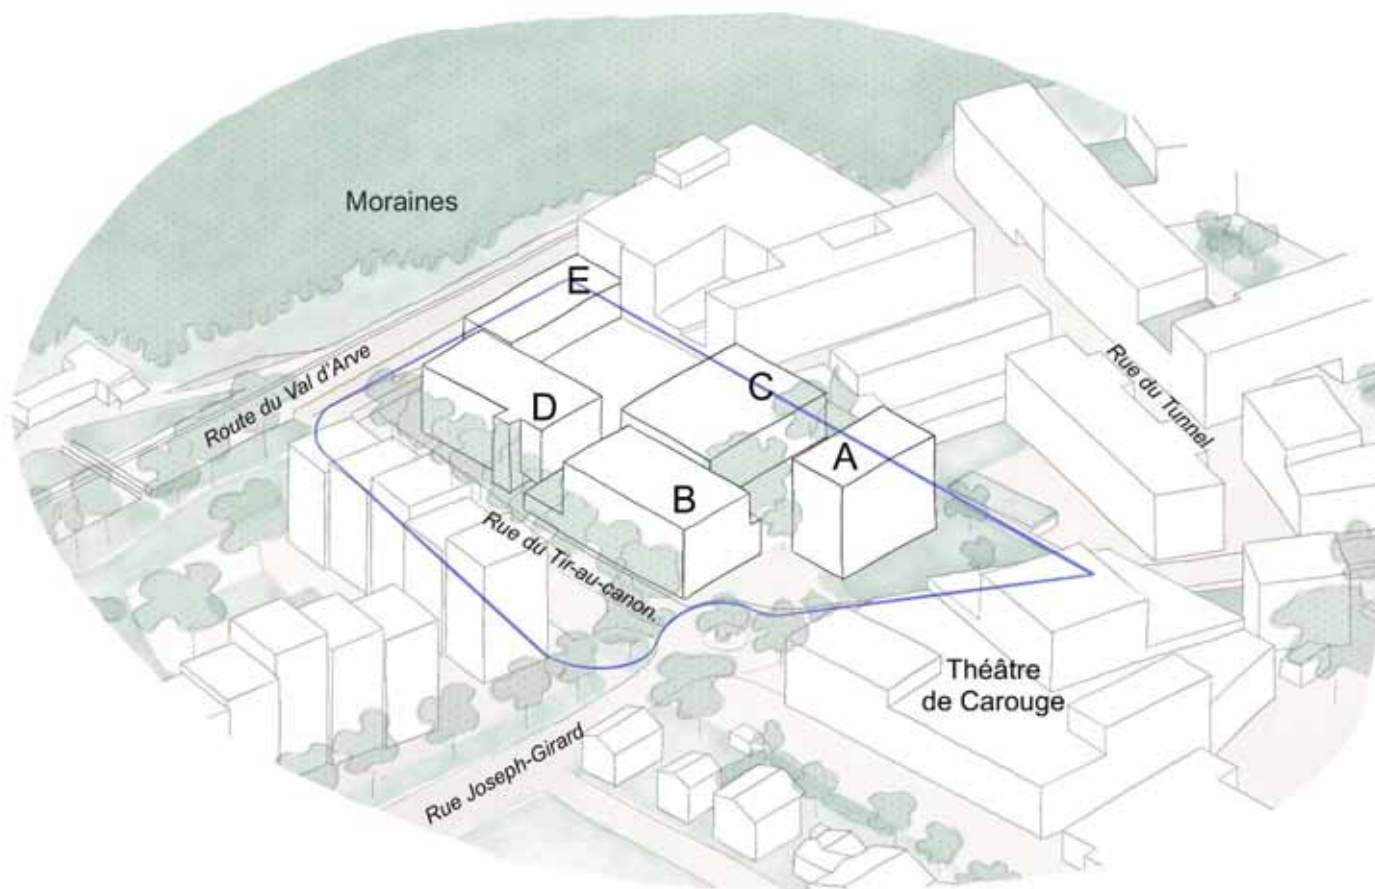 Moraines
E
Route du Val d'Arve
C
Rue du Tunnel
D
A
B
Rue du Tir-au-canon
Théâtre
de Carouge
Rue Joseph-Girard